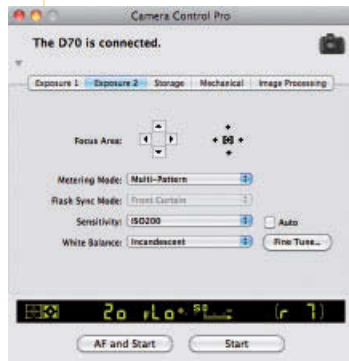 Camera Control Pro
The D70 is connected.
Exposure 1 Exposure 2 Storage Mechanical Image Processing
Focus Area:
Metering Mode: Multi-Pattern
Flash Sync Mode: Front Curtain
Sensitivity: ISO200 Auto
White Balance: Incandescent Fine Tune...
(r 7)
AF and Start Start